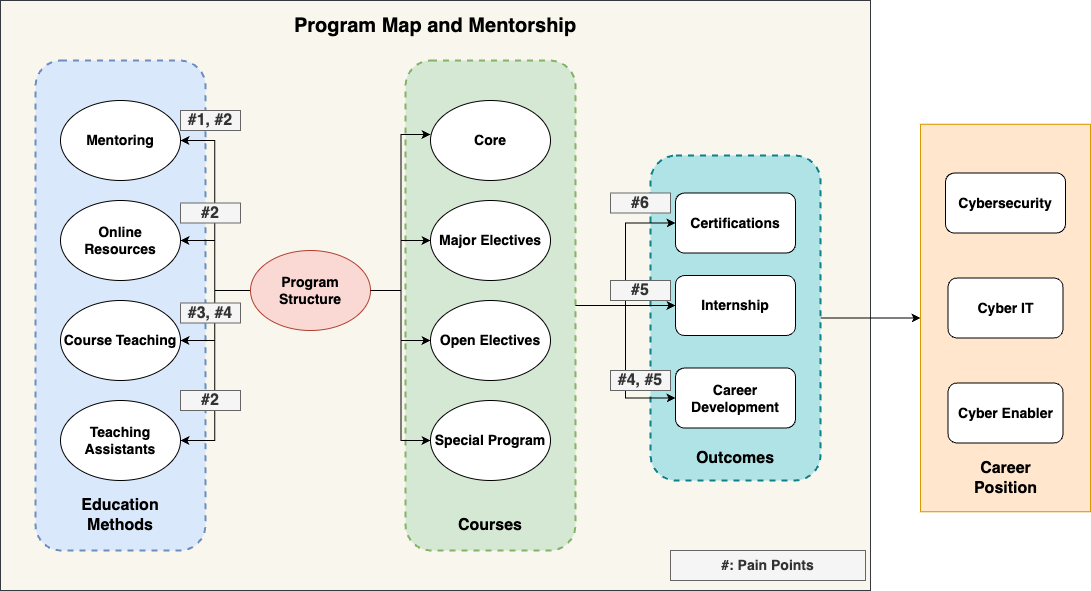 Program Map and Mentorship
Mentoring
#1, #2
Online
Resources
#2
Course Teaching
#3, #4
Teaching
Assistants
#2
Education
Methods
Program
Structure
Core
Major Electives
Open Electives
Special Program
Courses
#6
Certifications
#5
Internship
#4, #5
Career
Development
Outcomes
Cybersecurity
Cyber IT
Cyber Enabler
Career
Position
#: Pain Points